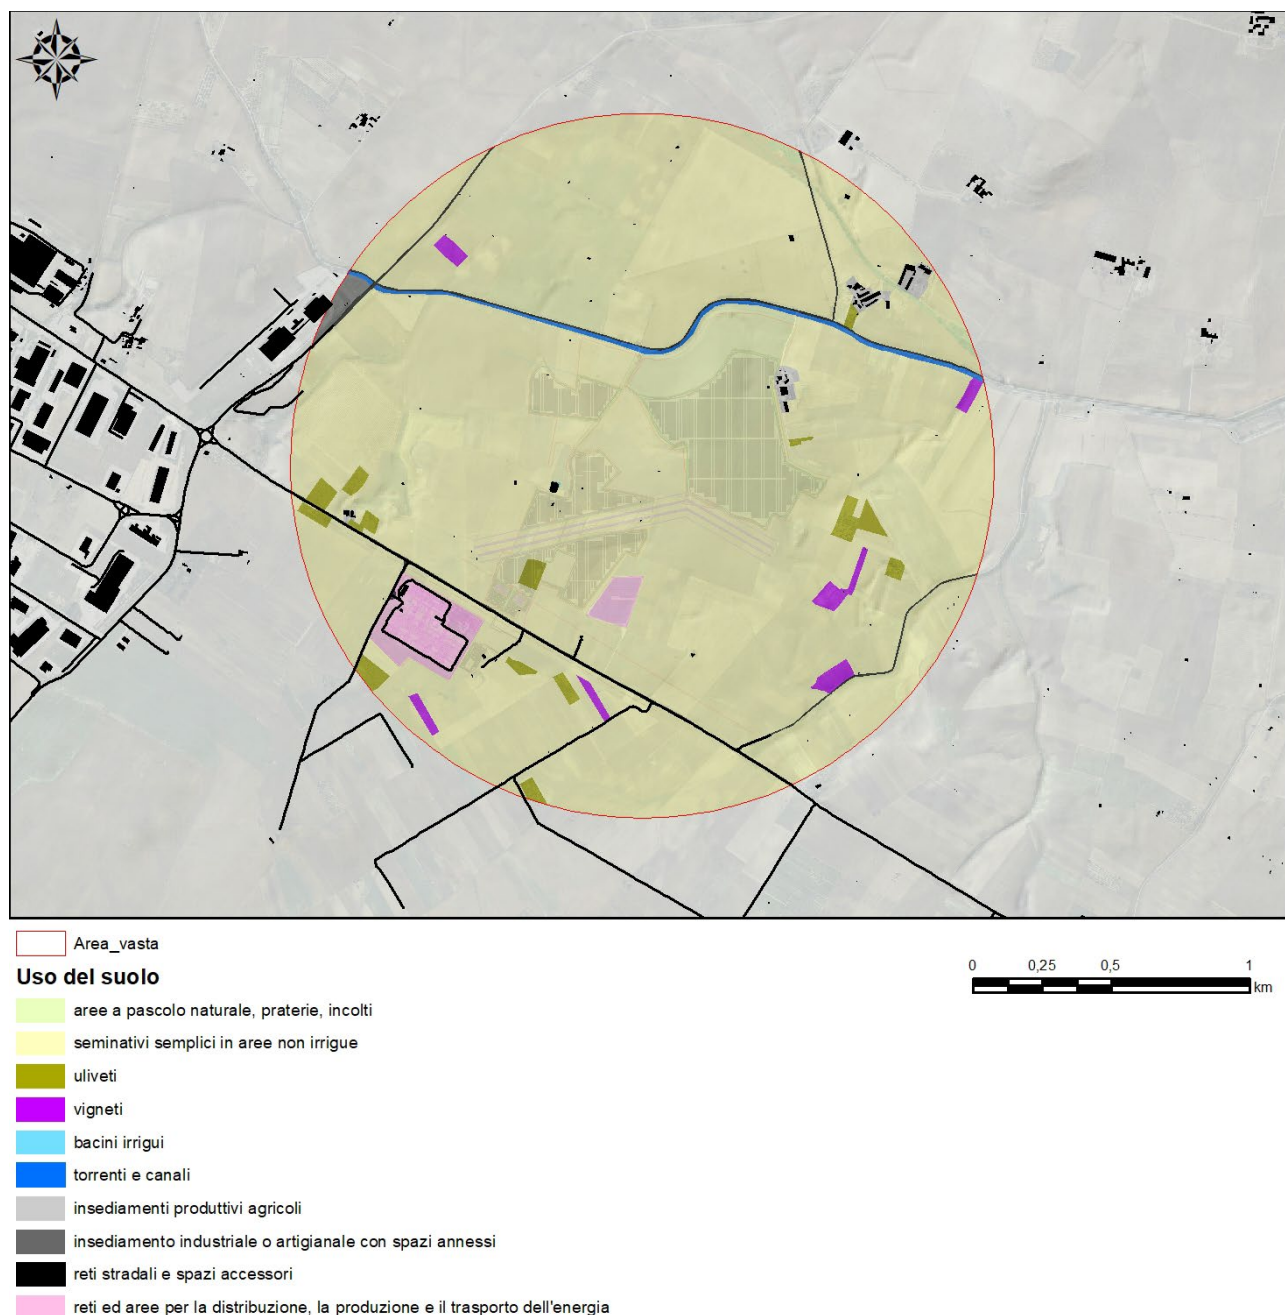 Area_vasta
Uso del suolo
aree a pascolo naturale, praterie, incolti
seminativi semplici in aree non irrigue
uliveti
vigneti
bacini irrigui
torrenti e canali
insediamenti produttivi agricoli
insediamento industriale o artigianale con spazi annessi
reti stradali e spazi accessori
reti ed aree per la distribuzione, la produzione e il trasporto dell'energia
0 0,25 0,5 1
km